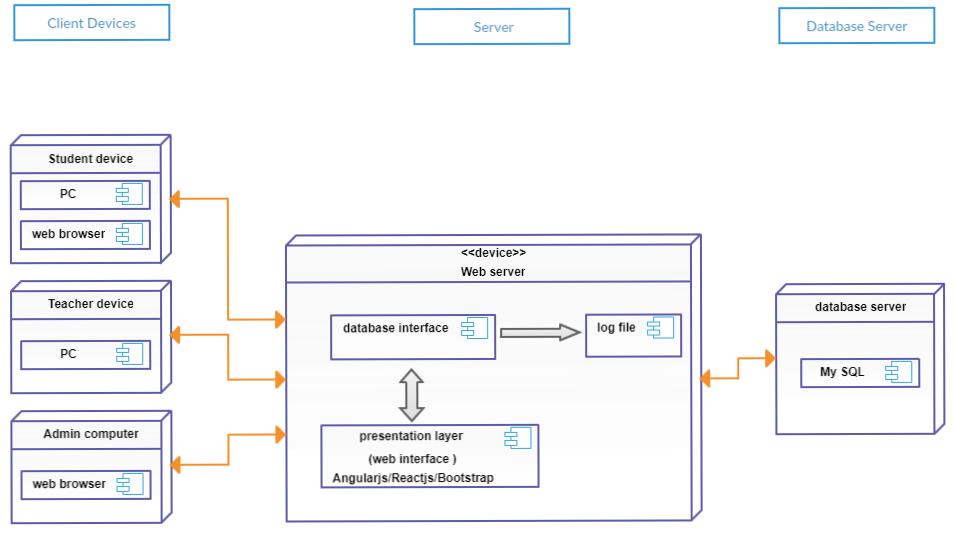 Client Devices
Server
Database Server
Student device
PC
web browser
Teacher device
PC
Admin computer
web browser
<<device>>
Web server
database interface
log file
presentation layer
(web interface )
Angularjs/Reactjs/Bootstrap
database server
My SQL